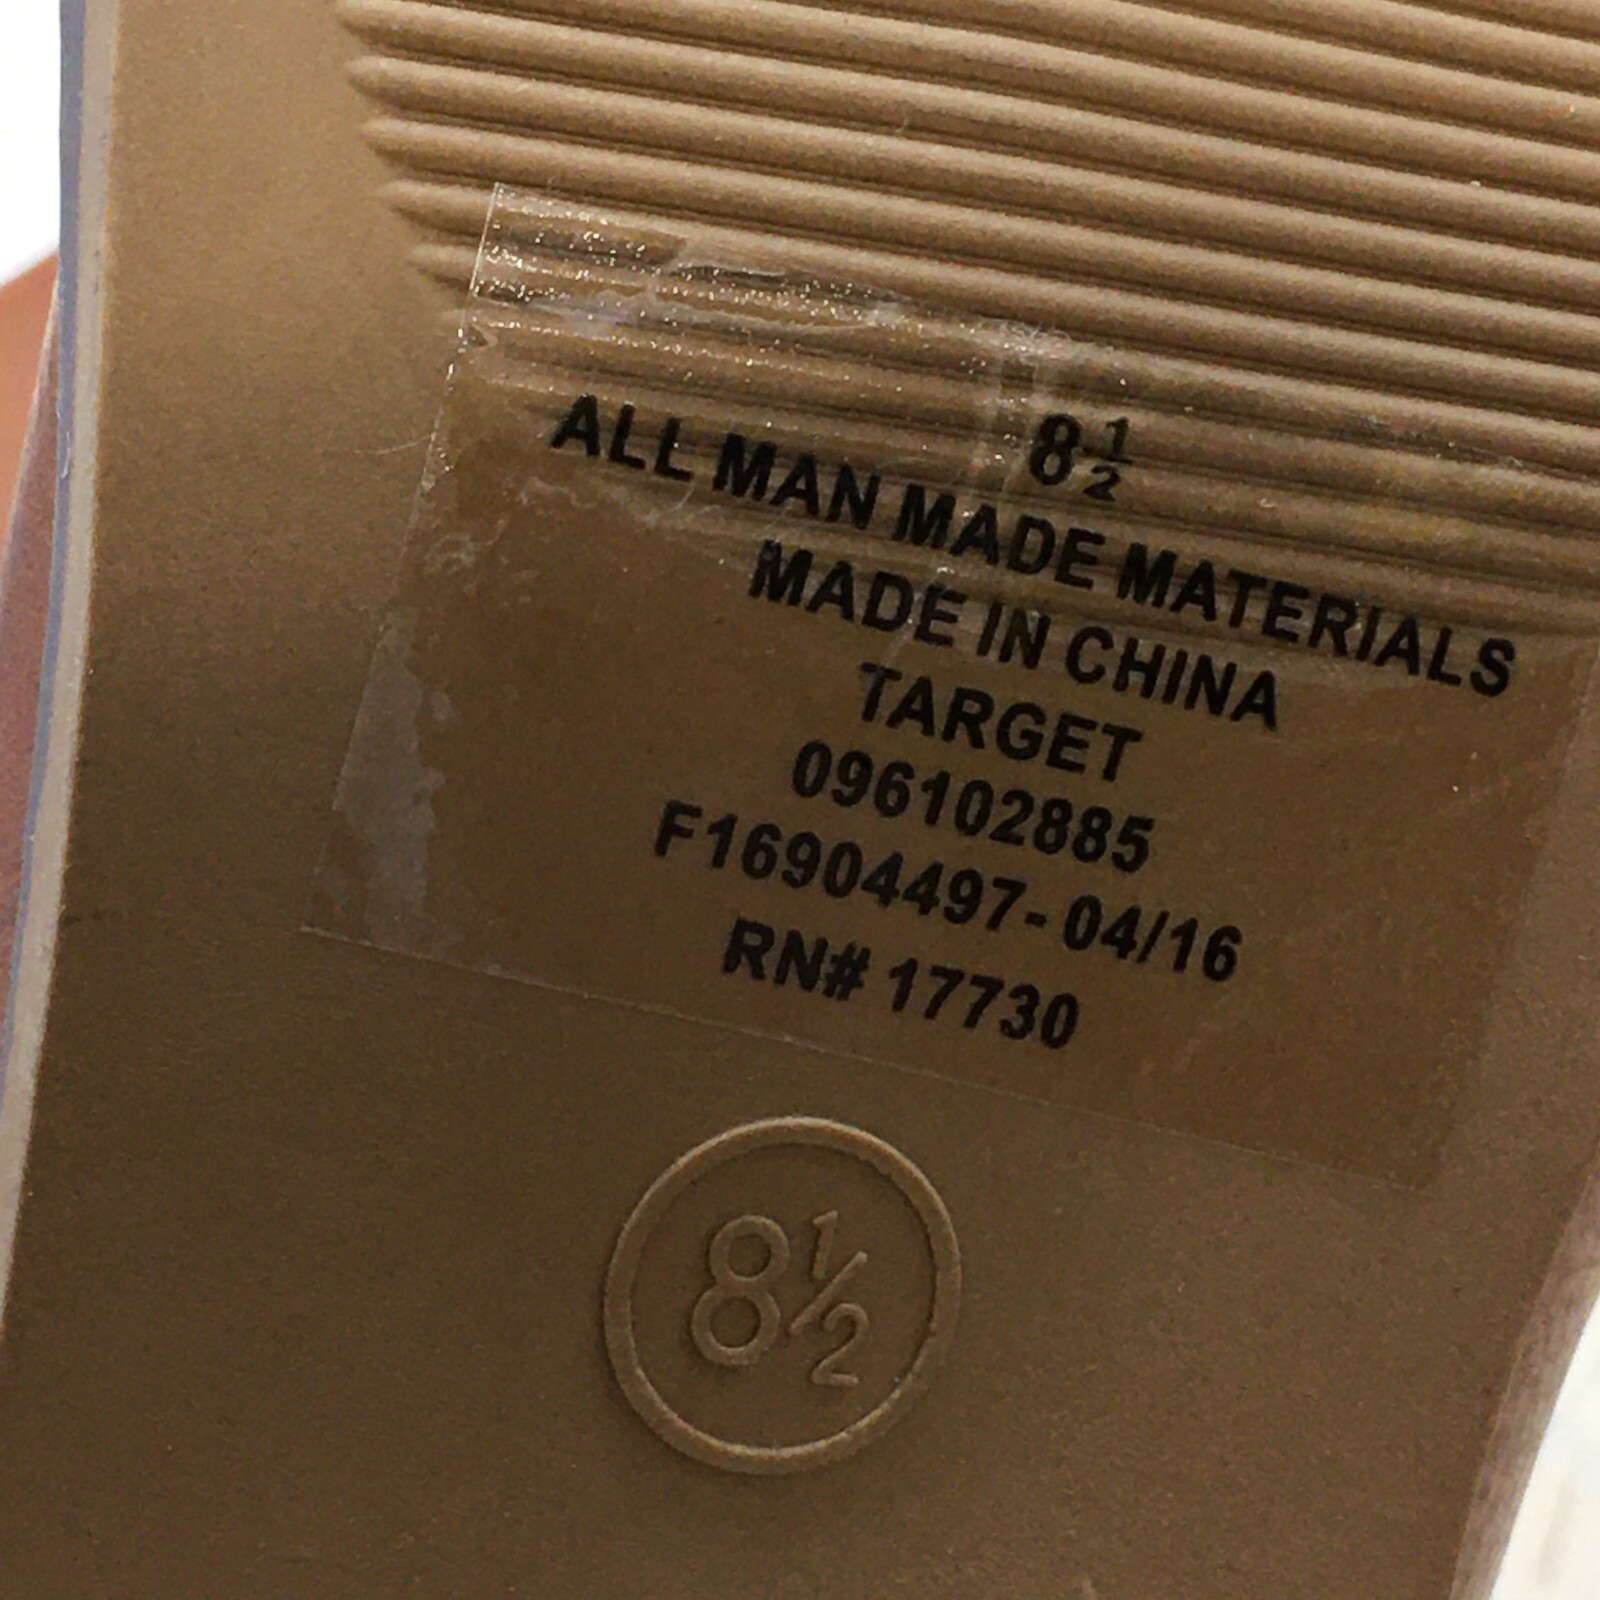 8 1/2
ALL MAN MADE MATERIALS
MADE IN CHINA
TARGET
096102885
F16904497- 04/16
RN# 17730
8 1/2